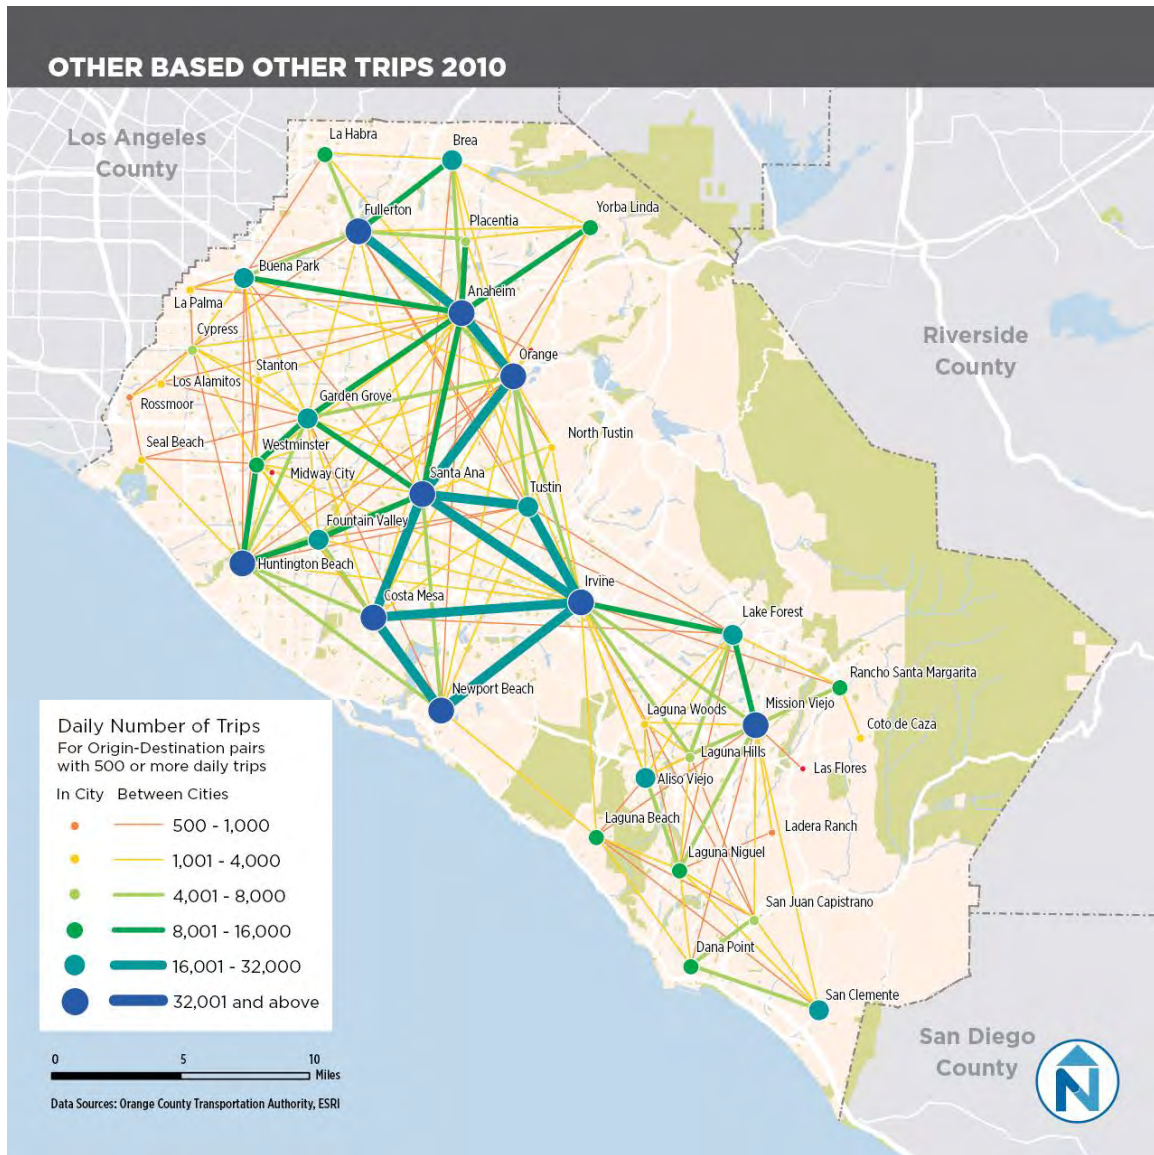 OTHER BASED OTHER TRIPS 2010
Los Angeles
County
La Habra
Brea
Fullerton
Placentia
Yorba Linda
Buena Park
La Palma
Anaheim
Cypress
Riverside
County
Stanton
Orange
Los Alamitos
Rossmoor
Garden Grove
Seal Beach
Westminster
North Tustin
Midway City
Santa Ana
Tustin
Fountain Valley
Huntington Beach
Irvine
Costa Mesa
Lake Forest
Rancho Santa Margarita
Newport Beach
Mission Viejo
Laguna Woods
Coto de Caza
Laguna Hills
Las Flores
Aliso Viejo
Laguna Beach
Ladera Ranch
Laguna Niguel
San Juan Capistrano
Dana Point
San Clemente
San Diego
County
N
Daily Number of Trips
For Origin-Destination pairs
with 500 or more daily trips
In City Between Cities
500 - 1,000
1,001 - 4,000
4,001 - 8,000
8,001 - 16,000
16,001 - 32,000
32,001 and above
0 5 10
Miles
Data Sources: Orange County Transportation Authority, ESRI